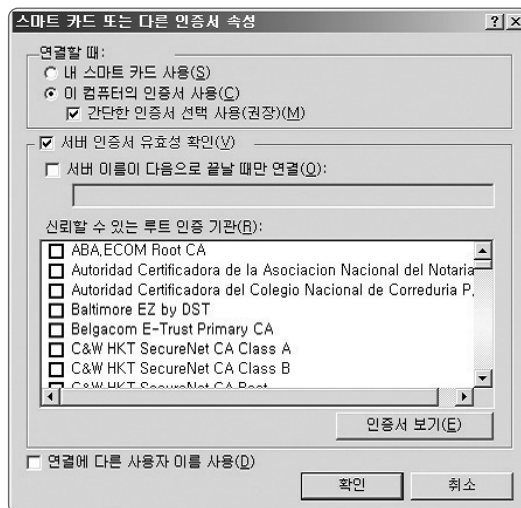 스마트 카드 또는 다른 인증서 속성
연결할 때:
내 스마트 카드 사용(S)
이 컴퓨터의 인증서 사용(C)
간단한 인증서 선택 사용(권장)(M)
서버 인증서 유효성 확인(V)
서버 이름이 다음으로 끝날 때만 연결(O):
신뢰할 수 있는 루트 인증 기관(R):
ABA,ECOM Root CA
Autoridad Certificadora de la Asociacion Nacional del Notaria
Autoridad Certificadora del Colegio Nacional de Correduria P,
Baltimore EZ by DST
Belgacom E-Trust Primary CA
C&W HKT SecureNet CA Class A
C&W HKT SecureNet CA Class B
C&W HKT SecureNet CA Root
인증서 보기(E)
연결에 다른 사용자 이름 사용(D)
확인
취소